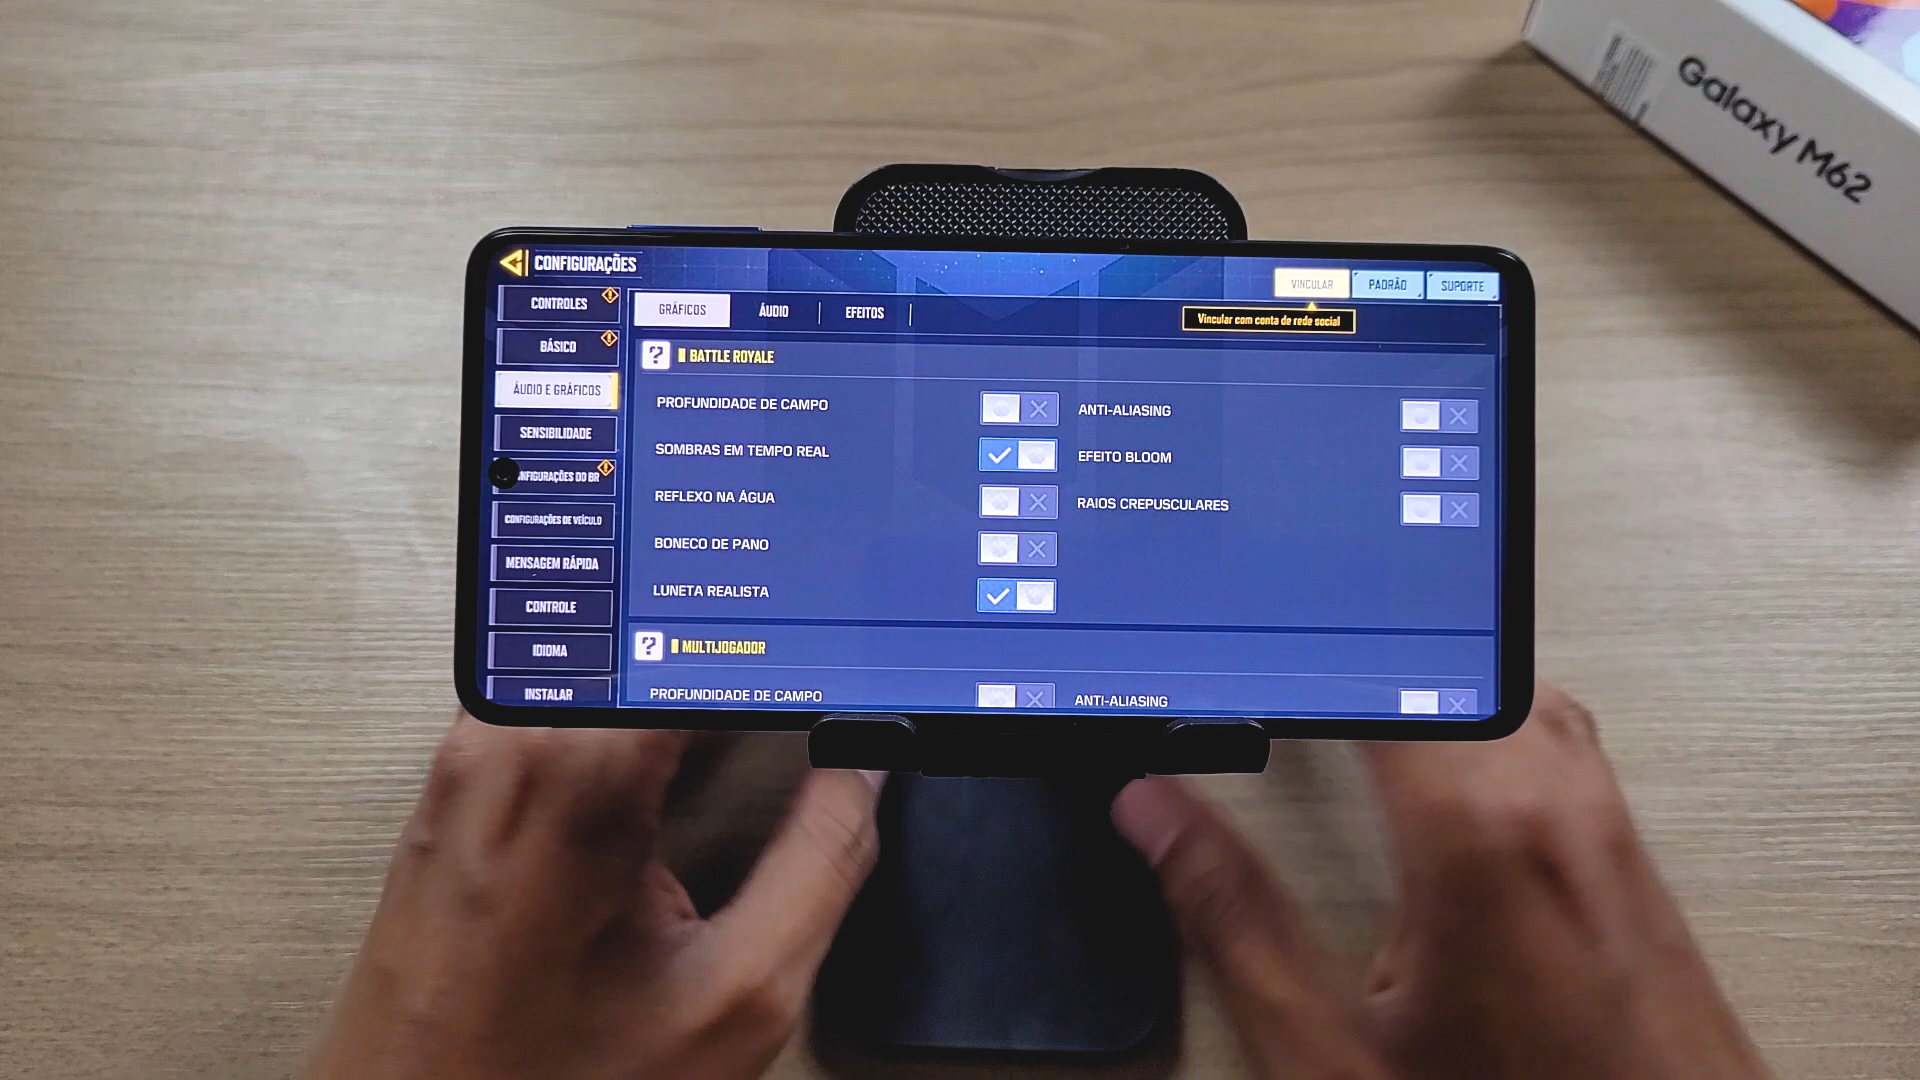 Galaxy M62
CONFIGURAÇÕES
VINCULAR
PADRÃO
SUPORTE
Vincular com conta de rede social
CONTROLES
BÁSICO
ÁUDIO E GRÁFICOS
SENSIBILIDADE
NFIGURAÇÕES DO BR
CONFIGURAÇÕES DE VEÍCULO
MENSAGEM RÁPIDA
CONTROLE
IDIOMA
INSTALAR
GRÁFICOS
ÁUDIO
EFEITOS
? BATTLE ROYALE
PROFUNDIDADE DE CAMPO
ANTI-ALIASING
SOMBRAS EM TEMPO REAL
EFEITO BLOOM
REFLEXO NA ÁGUA
RAIOS CREPUSCULARES
BONECO DE PANO
LUNETA REALISTA
? MULTIJOGADOR
PROFUNDIDADE DE CAMPO
ANTI-ALIASING